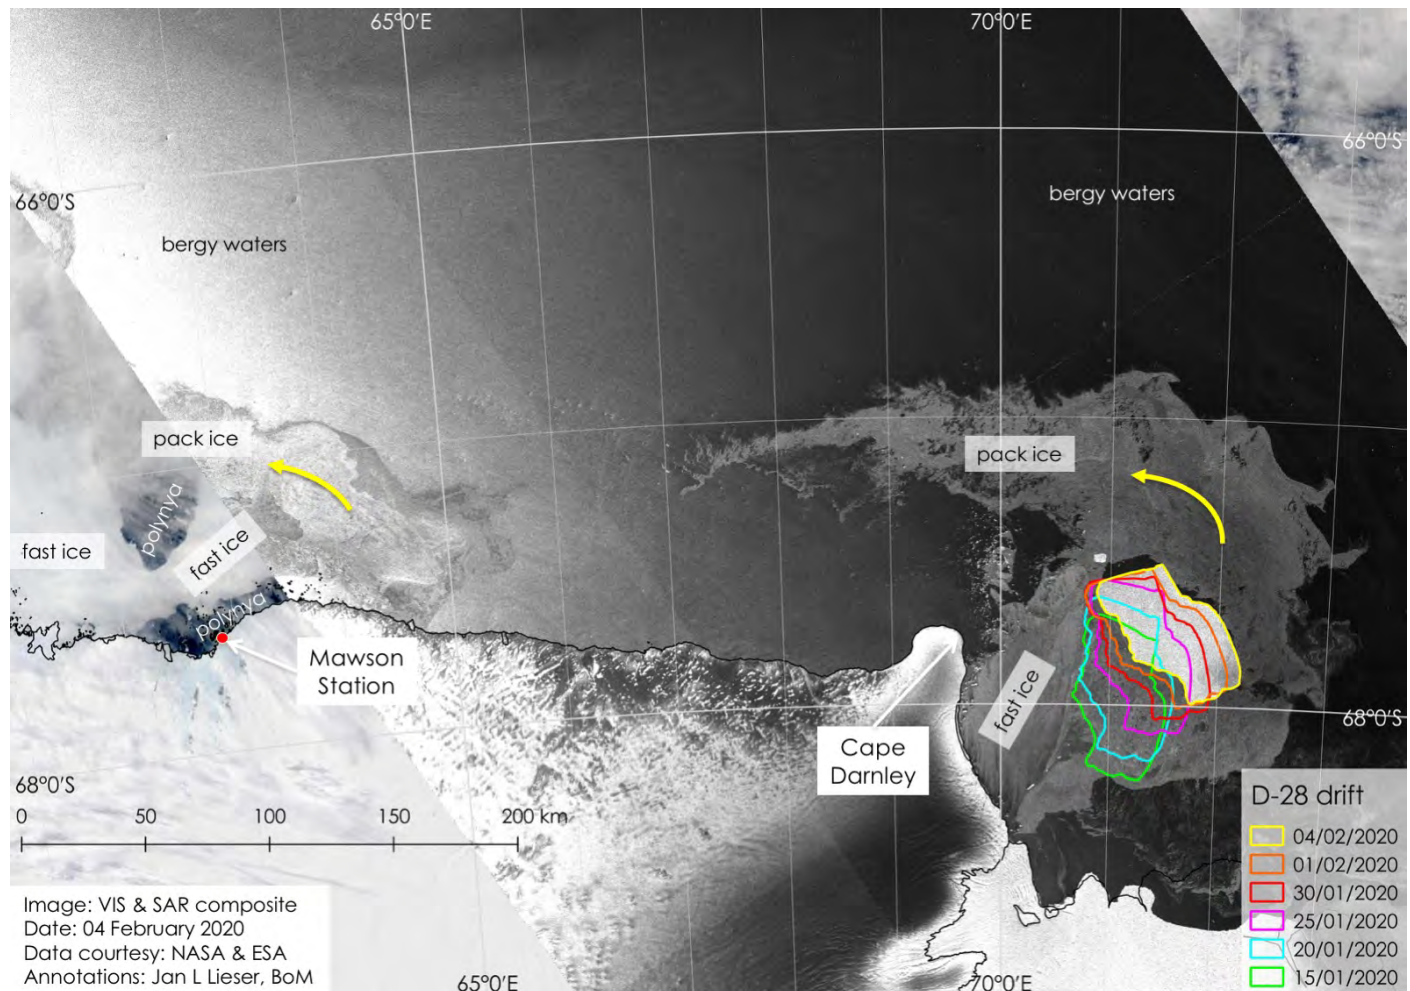 65°0'E
70°0'E
66°0'S
66°0'S
bergy waters
bergy waters
pack ice
pack ice
polynya
fast ice
fast ice
polynya
Mawson
Station
fast ice
Cape
Darnley
68°0'S
68°0'S
0 50 100 150 200 km
D-28 drift
04/02/2020
01/02/2020
30/01/2020
25/01/2020
20/01/2020
15/01/2020
Image: VIS & SAR composite
Date: 04 February 2020
Data courtesy: NASA & ESA
Annotations: Jan L Lieser, BoM
65°0'E
70°0'E